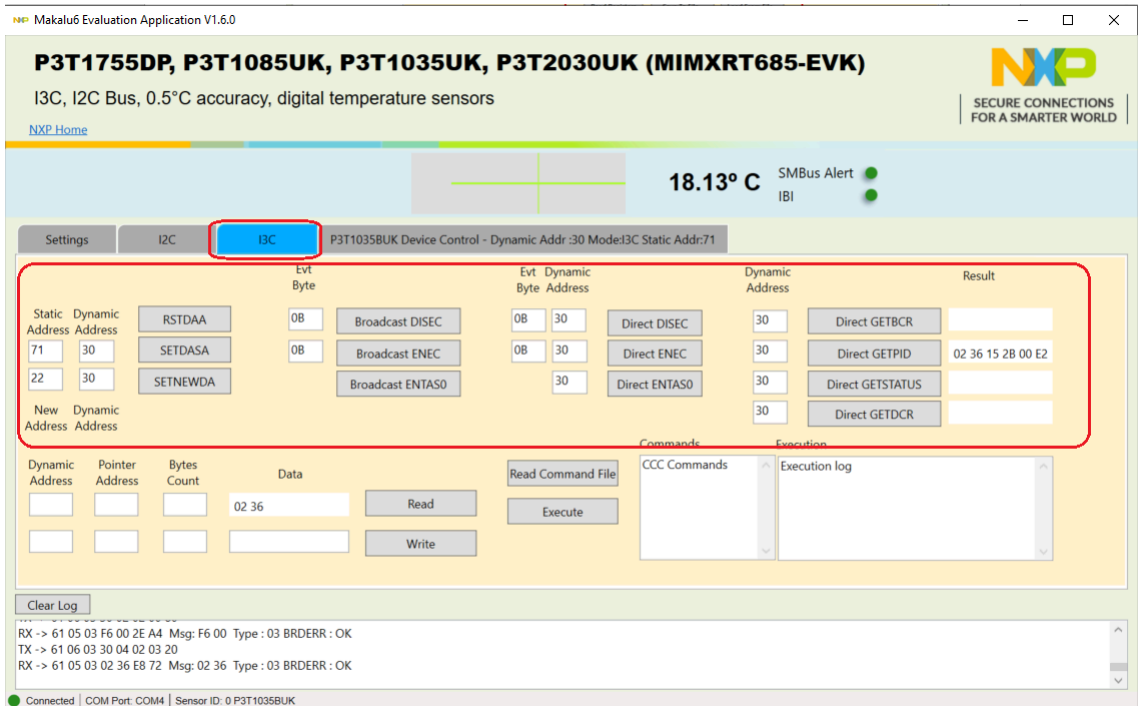 NXP Makalu6 Evaluation Application V1.6.0
P3T1755DP, P3T1085UK, P3T1035UK, P3T2030UK (MIMXRT685-EVK)
I3C, I2C Bus, 0.5°C accuracy, digital temperature sensors
NXP Home
NXP
SECURE CONNECTIONS
FOR A SMARTER WORLD
18.13º C
SMBus Alert
IBI
Settings I2C I3C P3T1035BUK Device Control - Dynamic Addr :30 Mode:I3C Static Addr:71
Evt
Byte
Evt Dynamic
Byte Address
Dynamic
Address
Result
Static Dynamic
Address Address
RSTDAA 0B Broadcast DISEC 0B 30 Direct DISEC 30 Direct GETBCR
71 30 SETDASA 0B Broadcast ENEC 0B 30 Direct ENEC 30 Direct GETPID 02 36 15 2B 00 E2
22 30 SETNEWDA Broadcast ENTAS0 30 Direct ENTAS0 30 Direct GETSTATUS
30 Direct GETDCR
New Dynamic
Address Address
Commands Execution
Dynamic Pointer Bytes
Address Address Count
Data
Read Command File
CCC Commands
Execution log
02 36 Read
Execute
Write
Clear Log
RX -> 61 05 03 F6 00 2E A4 Msg: F6 00 Type : 03 BRDERR : OK
TX -> 61 06 03 30 04 02 03 20
RX -> 61 05 03 02 36 E8 72 Msg: 02 36 Type : 03 BRDERR : OK
Connected | COM Port: COM4 | Sensor ID: 0 P3T1035BUK